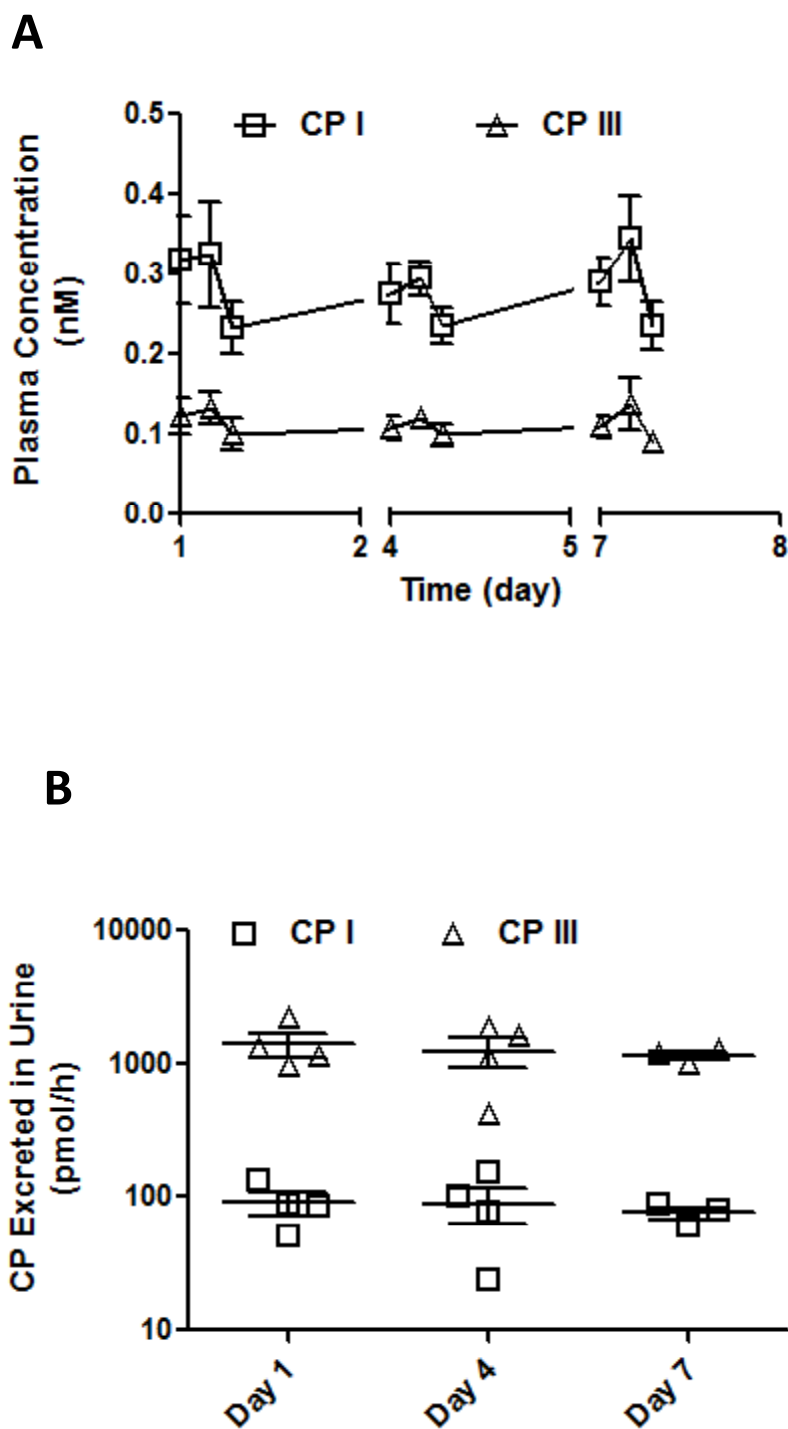 A
0.5
CP I
CP III
0.4
0.3
0.2
0.1
0.0
Plasma Concentration
(nM)
1
2
4
5
7
8
Time (day)
B
10000
CP I
CP III
1000
100
10
CP Excreted in Urine
(pmol/h)
Day 1
Day 4
Day 7